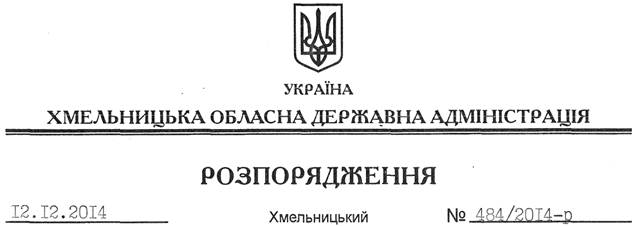 УКРАЇНА
ХМЕЛЬНИЦЬКА ОБЛАСНА ДЕРЖАВНА АДМІНІСТРАЦІЯ
РОЗПОРЯДЖЕННЯ
12.12.2014 Хмельницький № 484/2014-р